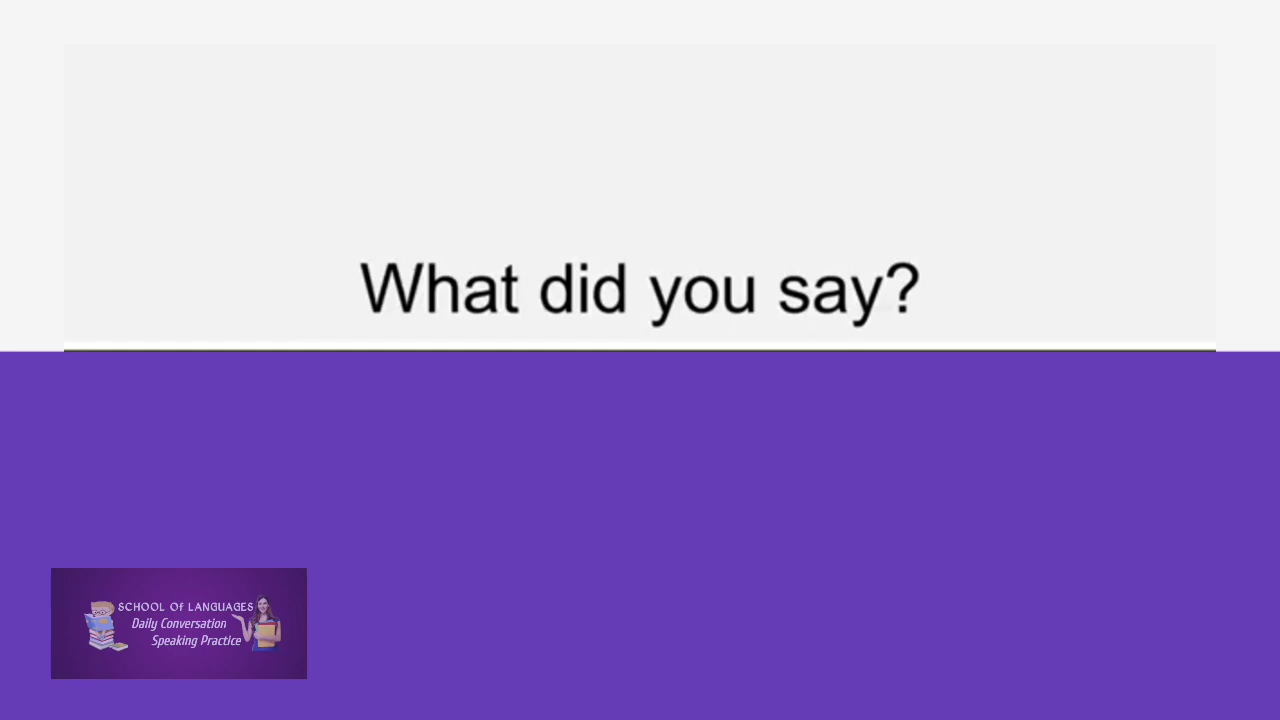 What did you say?
SCHOOL Of LANGUAGES
Daily Conversation
Speaking Practice